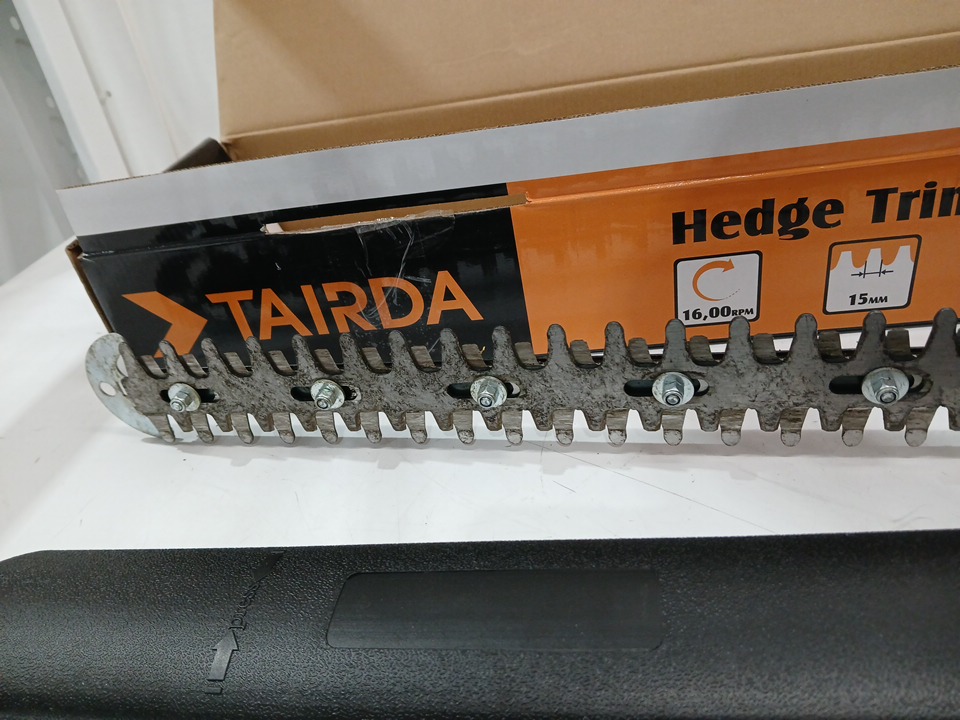 TAIRDA
Hedge Trim
16,00RPM
15MM